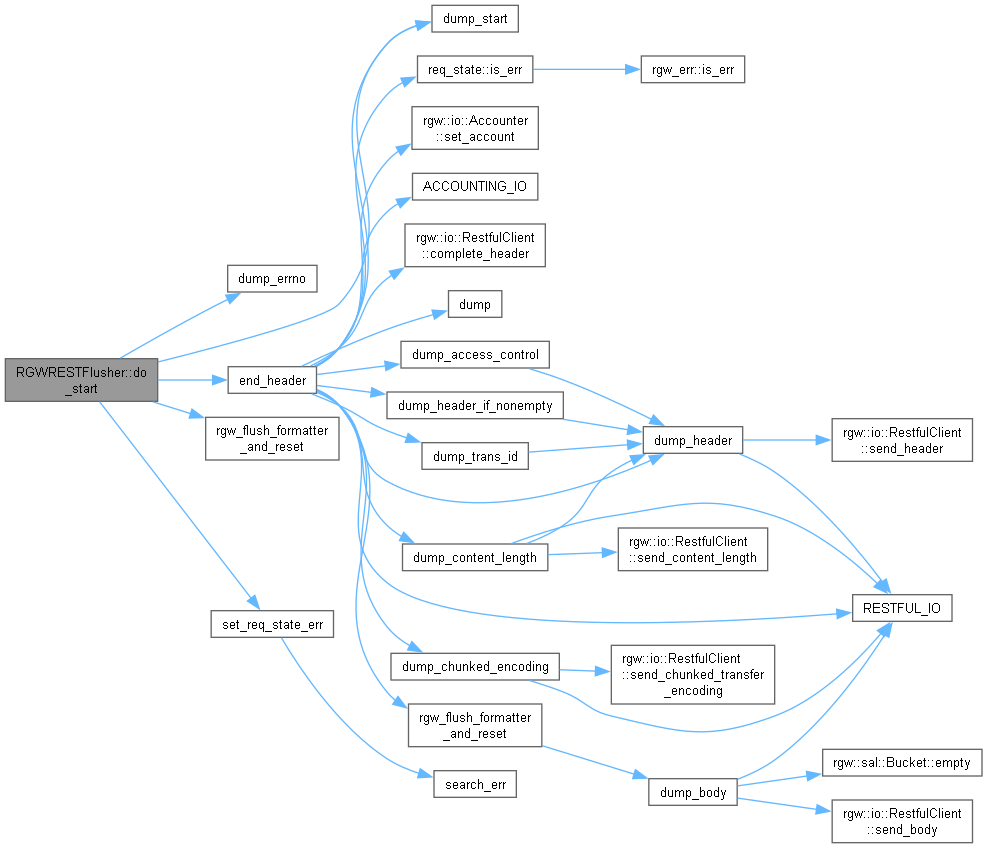 dump_start
req_state::is_err
rgw_err::is_err
rgw::io::Accounter
::set_account
ACCOUNTING_IO
rgw::io::RestfulClient
::complete_header
dump_errno
dump
dump_access_control
RGWRESTFlusher::do
_start
end_header
dump_header_if_nonempty
rgw_flush_formatter
_and_reset
dump_trans_id
dump_header
rgw::io::RestfulClient
::send_header
dump_content_length
rgw::io::RestfulClient
::send_content_length
RESTFUL_IO
set_req_state_err
dump_chunked_encoding
rgw::io::RestfulClient
::send_chunked_transfer
_encoding
rgw_flush_formatter
_and_reset
search_err
dump_body
rgw::sal::Bucket::empty
rgw::io::RestfulClient
::send_body